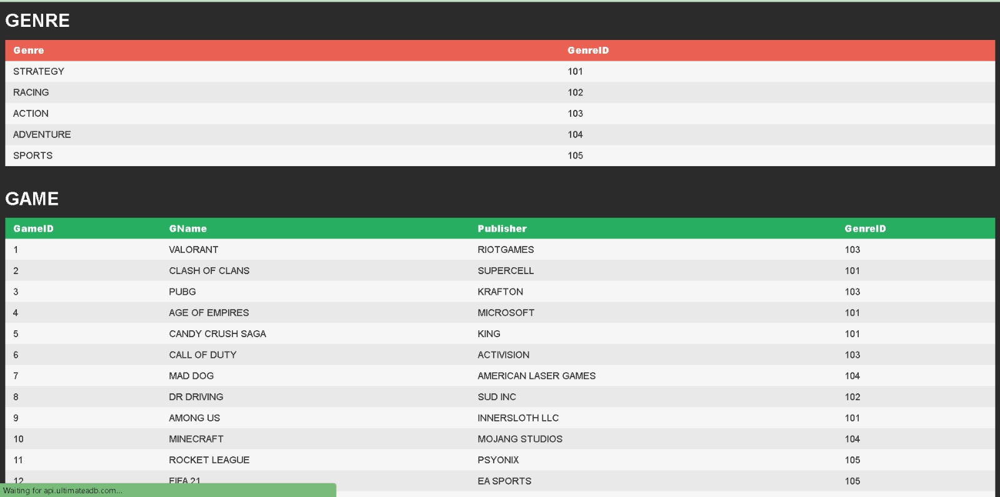 GENRE
Genre GenreID
STRATEGY 101
RACING 102
ACTION 103
ADVENTURE 104
SPORTS 105
GAME
GameID GName Publisher GenreID
1 VALORANT RIOTGAMES 103
2 CLASH OF CLANS SUPERCELL 101
3 PUBG KRAFTON 103
4 AGE OF EMPIRES MICROSOFT 101
5 CANDY CRUSH SAGA KING 101
6 CALL OF DUTY ACTIVISION 103
7 MAD DOG AMERICAN LASER GAMES 104
8 DR DRIVING SUD INC 102
9 AMONG US INNERSLOTH LLC 101
10 MINECRAFT MOJANG STUDIOS 104
11 ROCKET LEAGUE PSYONIX 105
12 FIFA 21 EA SPORTS 105
Waiting for api.ultimateadb.com...